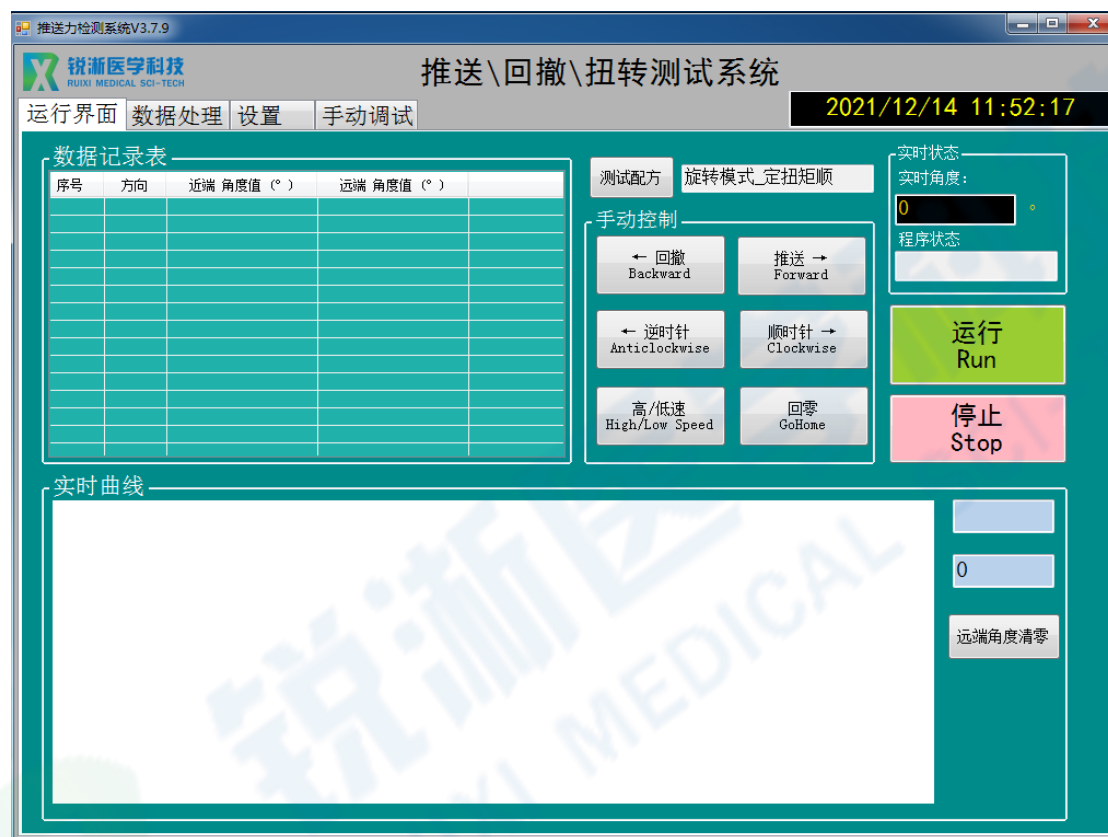 推送力检测系统V3.7.9
锐淅医学科技
RUIXI MEDICAL SCI-TECH
推送\回撤\扭转测试系统
运行界面 数据处理 设置 手动调试
2021/12/14 11:52:17
数据记录表
序号 方向 近端 角度值（°） 远端 角度值（°）
测试配方 旋转模式_定扭矩顺
手动控制
← 回撤
Backward
推送 →
Forward
← 逆时针
Anticlockwise
顺时针 →
Clockwise
高/低速
High/Low Speed
回零
GoHome
实时状态
实时角度:
0 °
程序状态
运行
Run
停止
Stop
实时曲线
0
远端角度清零
锐淅医
RUIXI MEDICAL